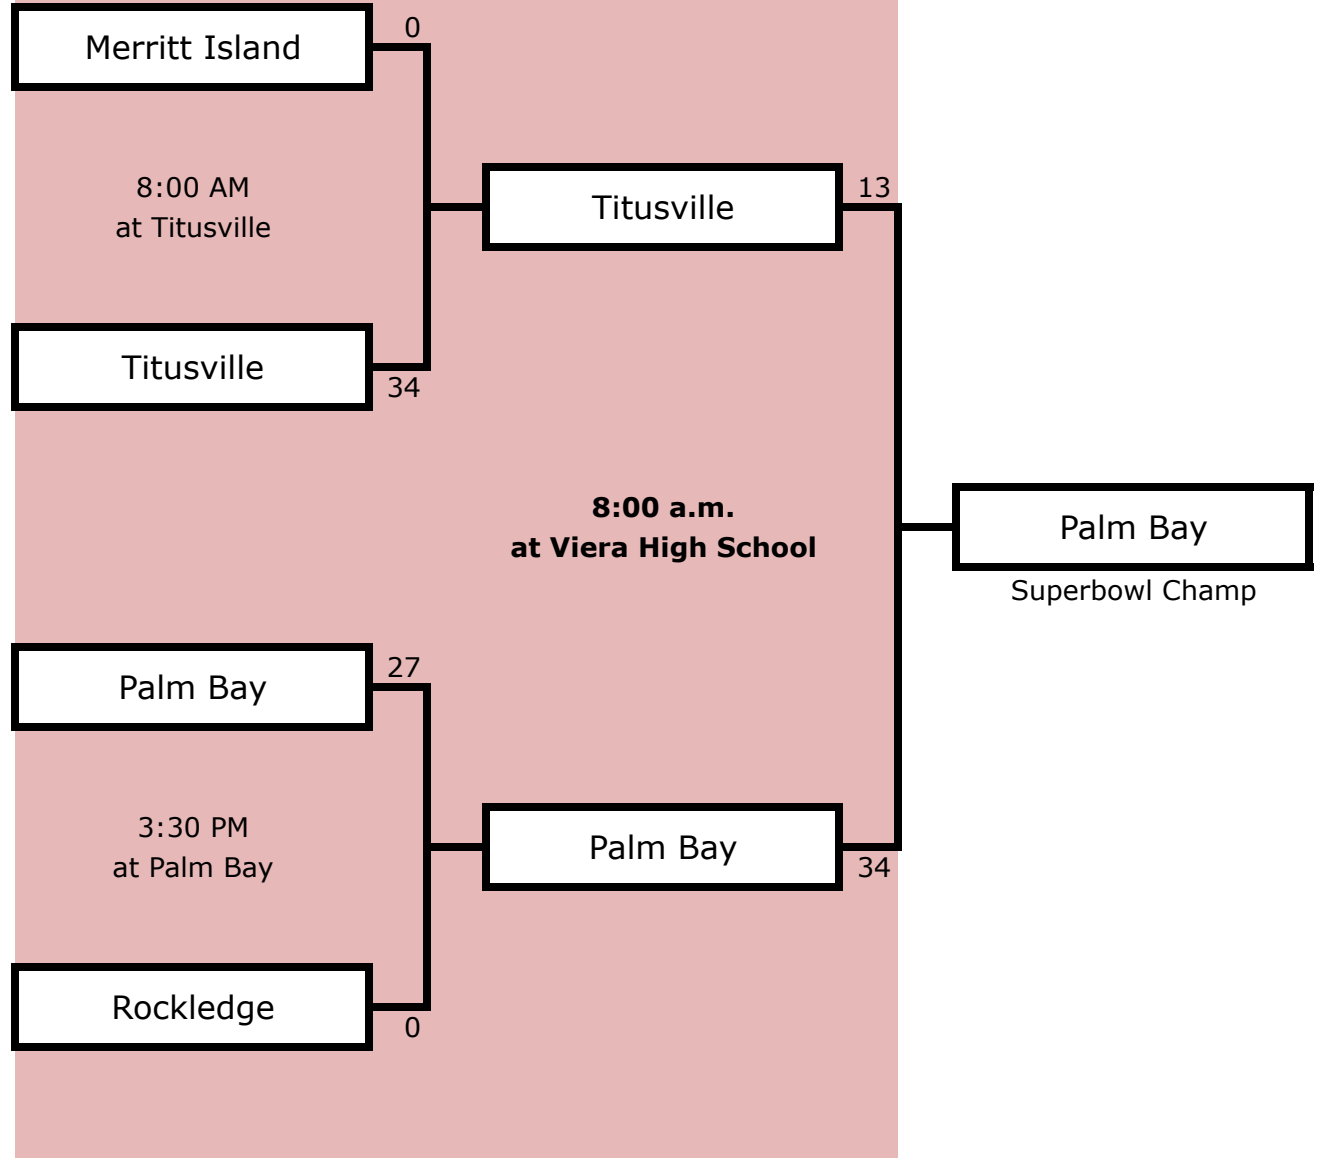 Merritt Island
0
8:00 AM
at Titusville
Titusville
34
Titusville
13
8:00 a.m.
at Viera High School
Palm Bay
Superbowl Champ
Palm Bay
27
3:30 PM
at Palm Bay
Palm Bay
34
Rockledge
0